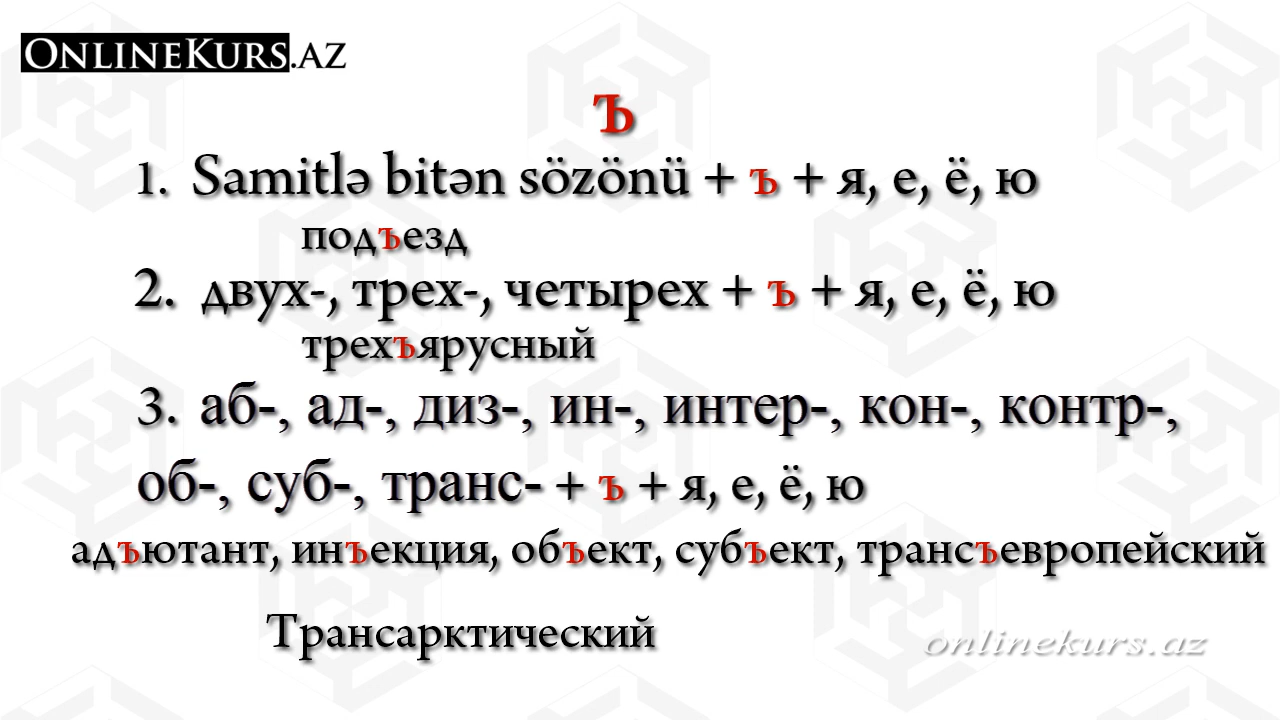 ONLINEKURS.AZ
Ъ
1. Samitlə bitən sözönü + ъ + я, е, ё, ю
подъезд
2. двух-, трех-, четырех + ъ + я, е, ё, ю
трехъярусный
3. аб-, ад-, диз-, ин-, интер-, кон-, контр-,
об-, суб-, транс- + ъ + я, е, ё, ю
адъютант, инъекция, объект, субъект, трансъевропейский
Трансарктический
onlinekurs.az